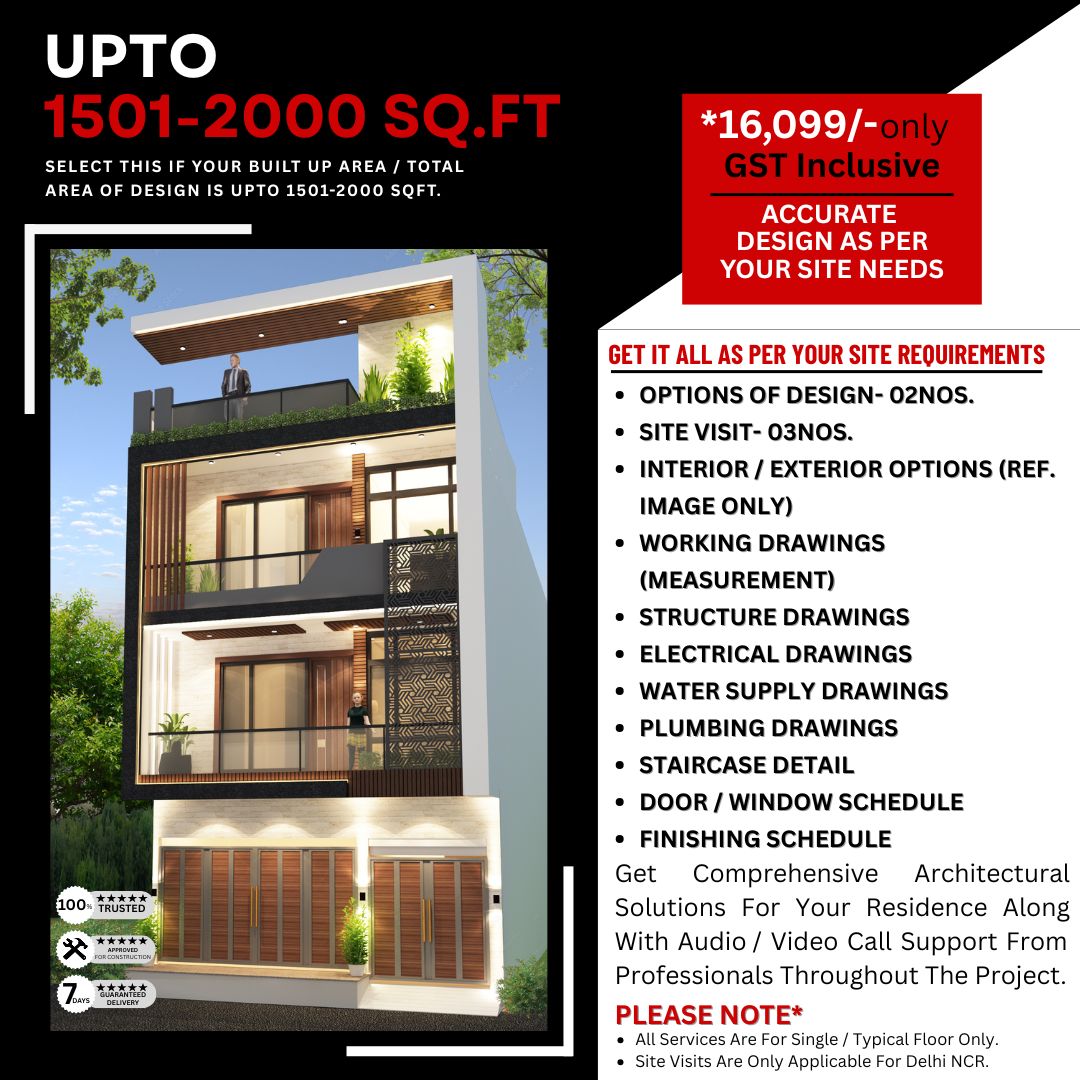 UPTO
1501-2000 SQ.FT
SELECT THIS IF YOUR BUILT UP AREA / TOTAL
AREA OF DESIGN IS UPTO 1501-2000 SQFT.
*16,099/-only
GST Inclusive
ACCURATE
DESIGN AS PER
YOUR SITE NEEDS
GET IT ALL AS PER YOUR SITE REQUIREMENTS
• OPTIONS OF DESIGN- 02NOS.
• SITE VISIT- 03NOS.
• INTERIOR / EXTERIOR OPTIONS (REF.
IMAGE ONLY)
• WORKING DRAWINGS
(MEASUREMENT)
• STRUCTURE DRAWINGS
• ELECTRICAL DRAWINGS
• WATER SUPPLY DRAWINGS
• PLUMBING DRAWINGS
• STAIRCASE DETAIL
• DOOR / WINDOW SCHEDULE
• FINISHING SCHEDULE
Get Comprehensive Architectural
Solutions For Your Residence Along
With Audio / Video Call Support From
Professionals Throughout The Project.
PLEASE NOTE*
• All Services Are For Single / Typical Floor Only.
• Site Visits Are Only Applicable For Delhi NCR.
100%
★★★★★
TRUSTED
★★★★★
APPROVED
FOR CONSTRUCTION
7 DAYS
★★★★★
GUARANTEED
DELIVERY